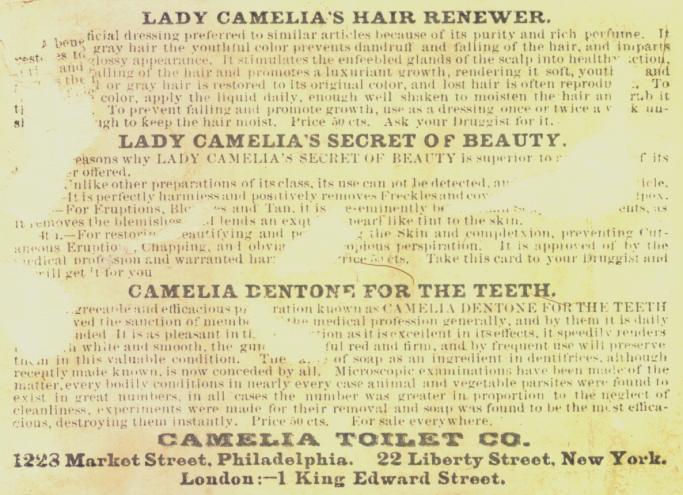 LADY CAMELIA'S HAIR RENEWER.
ficial dressing preferred to similar articles because of its purity and rich perfume. It
gray hair the youthful color prevents dandruff and falling of the hair, and imparts
glossy appearance. It stimulates the enfeebled glands of the scalp into healthy
and falling of the hair and promotes a luxuriant growth, rendering it soft, and
or gray hair is restored to its original color, and lost hair is often To
color, apply the liquid daily, enough well shaken to moisten the hair it
To prevent falling and promote growth, use as a dressing once or twice a un-
to keep the hair moist. Price 50 cts. Ask your Druggist for it.
LADY CAMELIA'S SECRET OF BEAUTY.
easons why LADY CAMELIA'S SECRET OF BEAUTY is superior to f its
er offered.
Unlike other preparations of its class, its use can not be detected,
It is perfectly harmless and positively removes Freckles and
—For Eruptions, and Tan, it is as
it removes the blemishes lends an pearl like tint to the skin.
—For the Skin and completxion, preventing Cut-
aneous Chapping, and perspiration. It is approved of by the
profession and warranted Take this card to your Druggist and
will get it for you
CAMELIA DENTONE FOR THE TEETH.
and efficacious ration known as CAMELIA DENTONE FOR THE TEETH
ved the sanction of the medical profession generally, and by them it is daily
nded. It is as pleasant in tion as it is excellent in its effects, it speedily renders
white and smooth, the ful red and firm, and by frequent use will preserve
them in this valuable condition. The of soap as an ingredient in dentifrices, although
recently made known, is now conceded by all. Microscopic examinations have been made of the
matter, every bodily conditions in nearly every case animal and vegetable parsites were found to
exist in great numbers, in all cases the number was greater in proportion to the neglect of
cleanliness, experiments were made for their removal and soap was found to be the most effica-
cious, destroying them instantly. Price 50 cts. For sale everywhere.
CAMELIA TOILET CO.
1223 Market Street, Philadelphia. 22 Liberty Street, New York.
London:—1 King Edward Street.